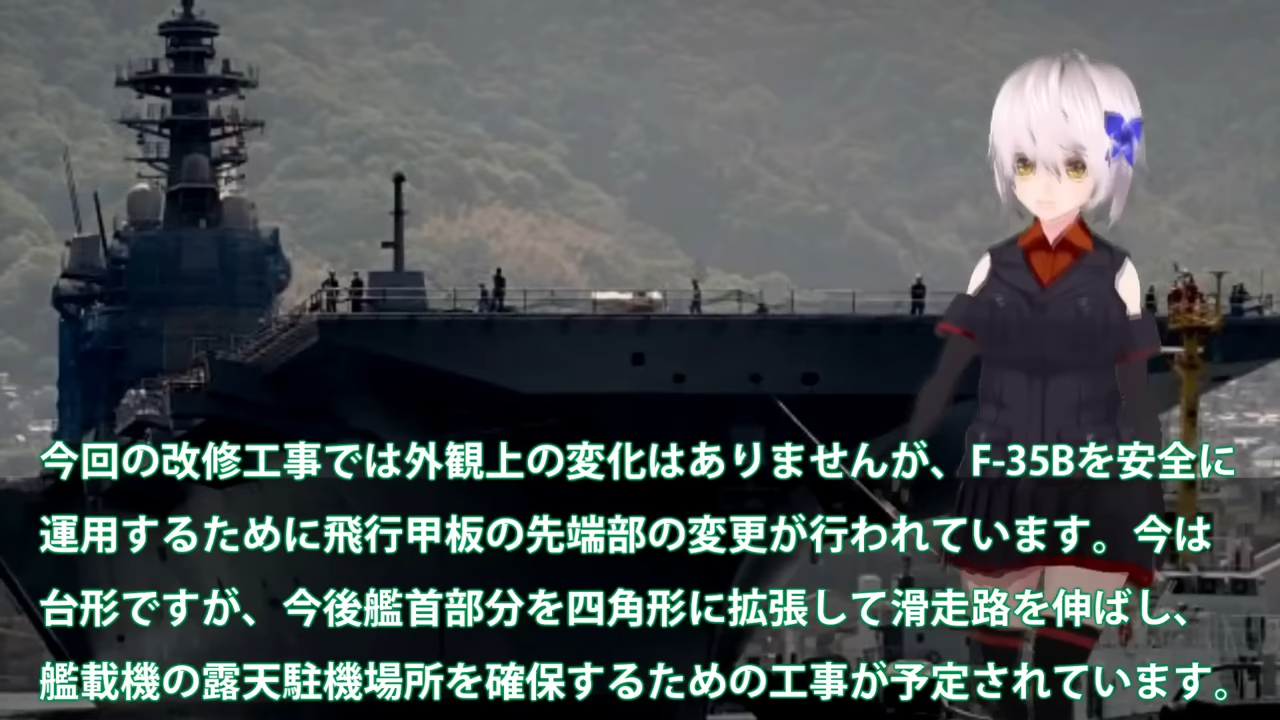 今回の改修工事では外観上の変化はありませんが、F-35Bを安全に
運用するために飛行甲板の先端部の変更が行われています。今は
台形ですが、今後艦首部分を四角形に拡張して滑走路を伸ばし、
艦載機の露天駐機場所を確保するための工事が予定されています。